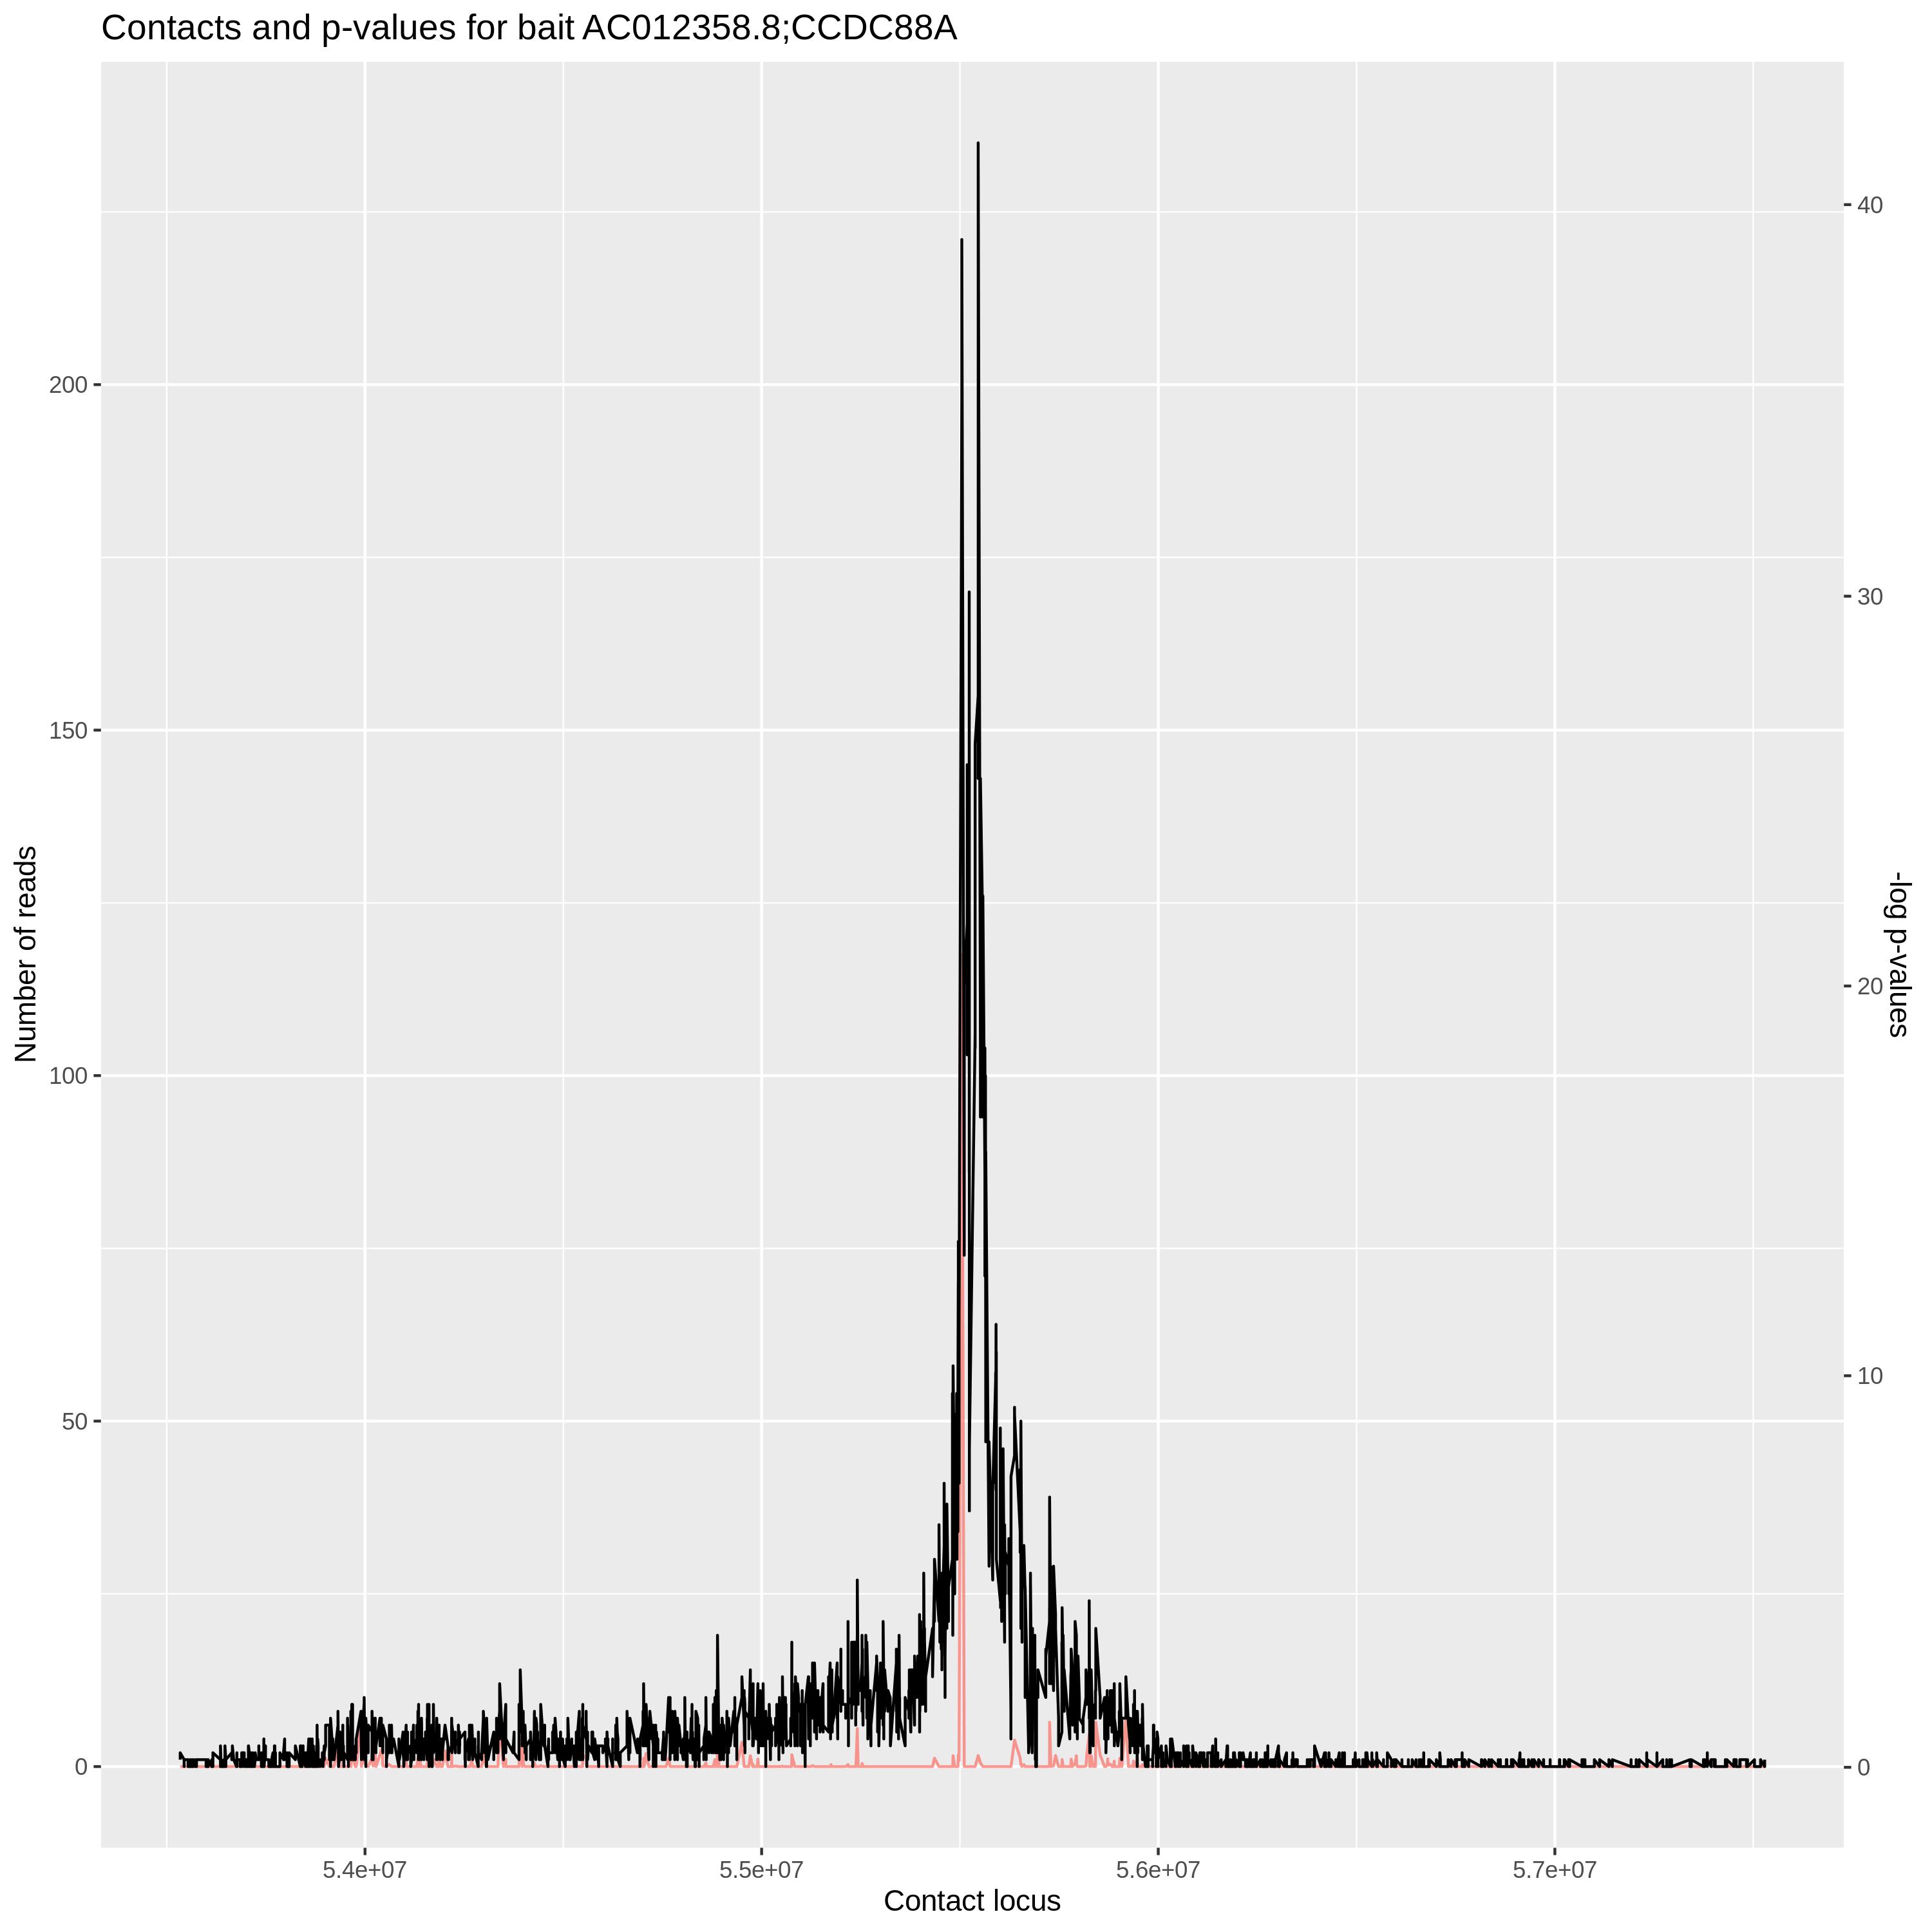 Contacts and p-values for bait AC012358.8;CCDC88A
Number of reads
200
150
100
50
0
40
30
20
10
0
-log p-values
5.4e+07 5.5e+07 5.6e+07 5.7e+07
Contact locus